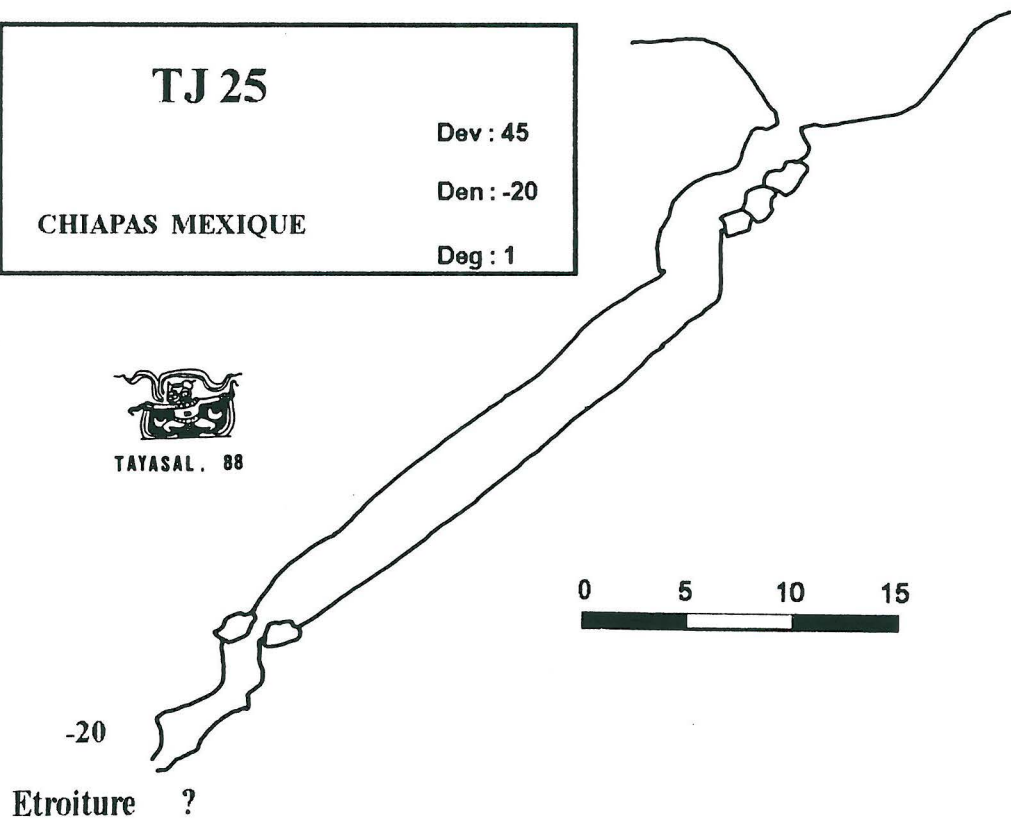 TJ 25
Dev : 45
Den : -20
CHIAPAS MEXIQUE
Deg : 1
TAYASAL. 88
0 5 10 15
-20
Etroiture ?